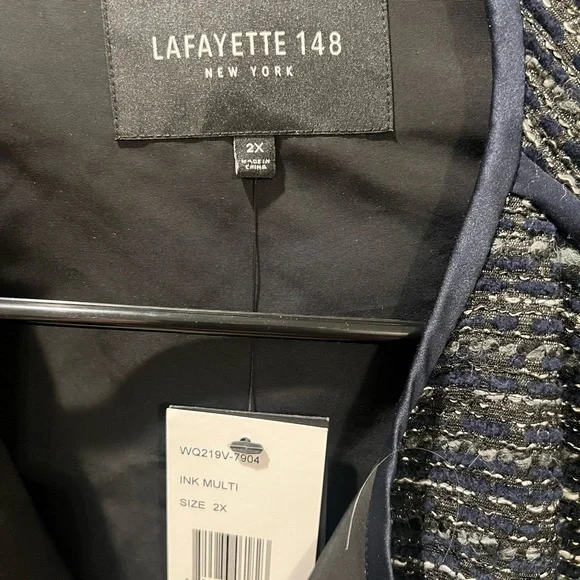 LAFAYETTE 148
NEW YORK
2X
MADE IN
CHINA
WQ219V-7904
INK MULTI
SIZE 2X